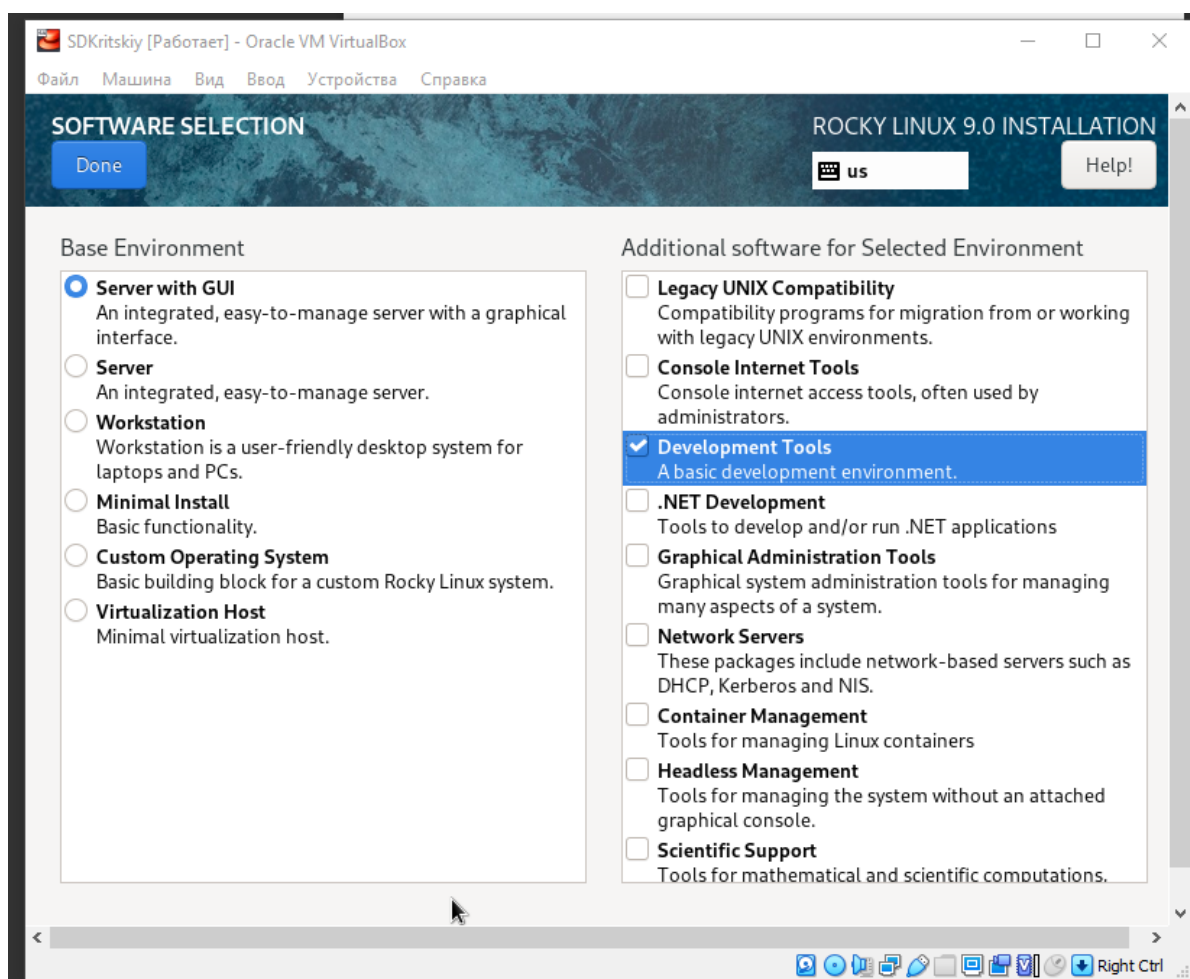 SDKritskiy [Работает] - Oracle VM VirtualBox
Файл Машина Вид Ввод Устройства Справка
SOFTWARE SELECTION
ROCKY LINUX 9.0 INSTALLATION
Done
us
Help!
Base Environment
Server with GUI
An integrated, easy-to-manage server with a graphical
interface.
Server
An integrated, easy-to-manage server.
Workstation
Workstation is a user-friendly desktop system for
laptops and PCs.
Minimal Install
Basic functionality.
Custom Operating System
Basic building block for a custom Rocky Linux system.
Virtualization Host
Minimal virtualization host.
Additional software for Selected Environment
Legacy UNIX Compatibility
Compatibility programs for migration from or working
with legacy UNIX environments.
Console Internet Tools
Console internet access tools, often used by
administrators.
Development Tools
A basic development environment.
.NET Development
Tools to develop and/or run .NET applications
Graphical Administration Tools
Graphical system administration tools for managing
many aspects of a system.
Network Servers
These packages include network-based servers such as
DHCP, Kerberos and NIS.
Container Management
Tools for managing Linux containers
Headless Management
Tools for managing the system without an attached
graphical console.
Scientific Support
Tools for mathematical and scientific computations.
Right Ctrl